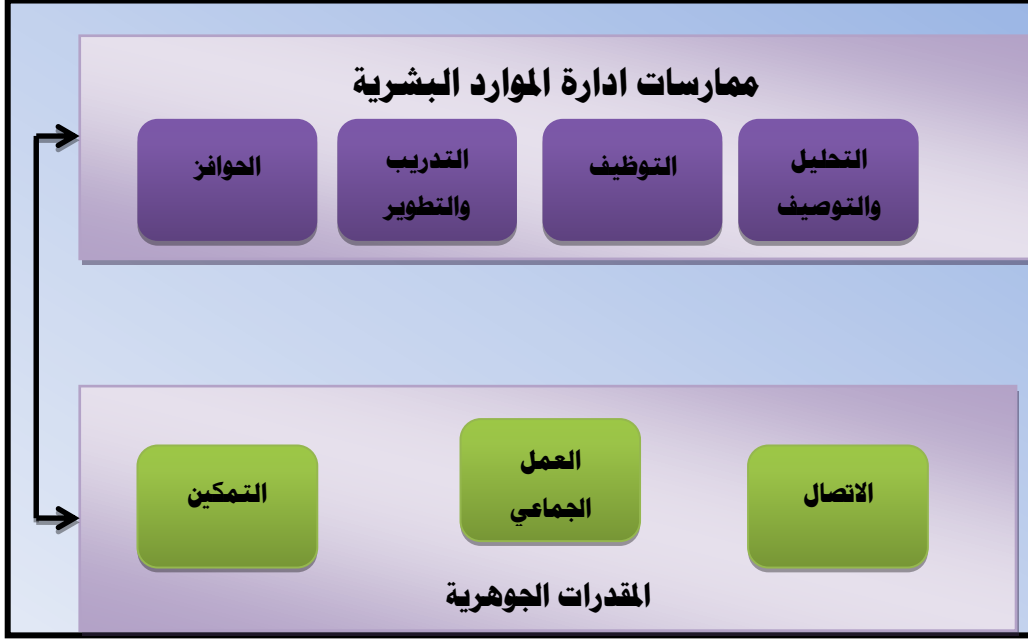 ممارسات ادارة الموارد البشرية
التحليل
والتوصيف
التوظيف
التدريب
والتطوير
الحوافز
الاتصال
العمل
الجماعي
التمكين
المقدرات الجوهرية